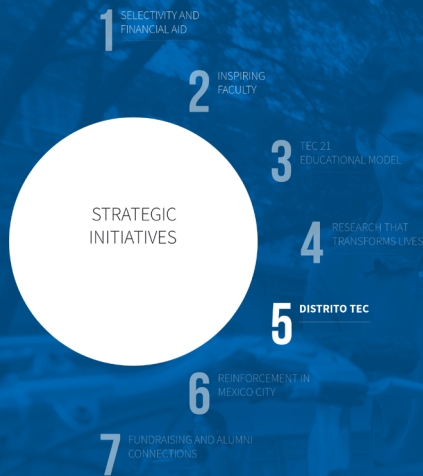 1
SELECTIVITY AND
FINANCIAL AID
2
INSPIRING
FACULTY
3
TEC 21
EDUCATIONAL MODEL
STRATEGIC
INITIATIVES
4
RESEARCH THAT
TRANSFORMS LIVES
5
DISTRITO TEC
6
REINFORCEMENT IN
MEXICO CITY
7
FUNDRAISING AND ALUMNI
CONNECTIONS